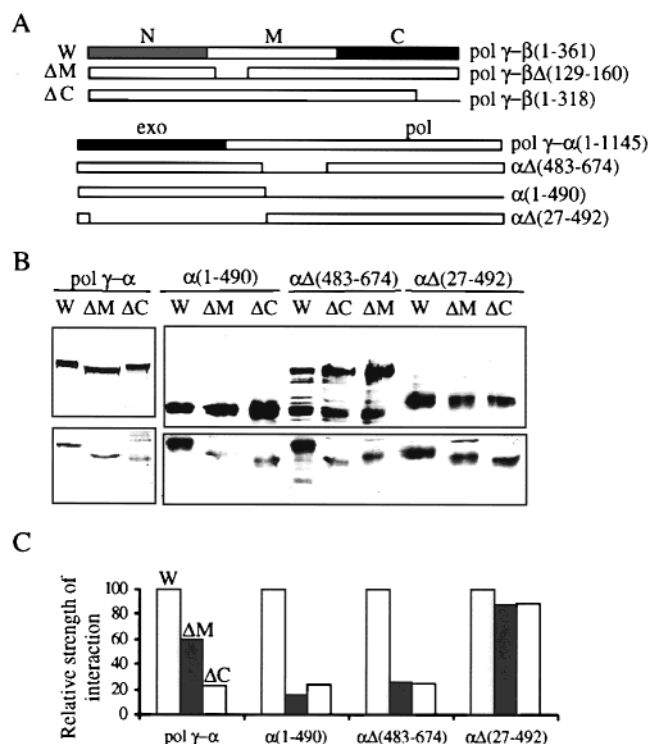 A
N M C
W pol γ–β(1-361)
ΔM pol γ–βΔ(129-160)
ΔC pol γ–β(1-318)
exo pol
pol γ–α(1-1145)
αΔ(483-674)
α(1-490)
αΔ(27-492)
B
pol γ–α α(1-490) αΔ(483-674) αΔ(27-492)
W ΔM ΔC W ΔM ΔC W ΔC ΔM W ΔM ΔC
C
Relative strength of
interaction
100
80
60
40
20
0
W
ΔM
ΔC
pol γ–α α(1-490) αΔ(483-674) αΔ(27-492)